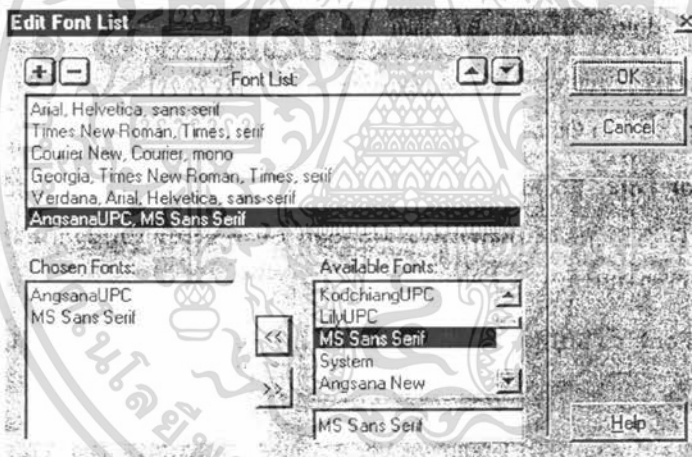 Edit Font List
Font List:
Arial, Helvetica, sans-serif
Times New Roman, Times, serif
Courier New, Courier, mono
Georgia, Times New Roman, Times, serif
Verdana, Arial, Helvetica, sans-serif
AngsanaUPC, MS Sans Serif
OK
Cancel
Chosen Fonts:
AngsanaUPC
MS Sans Serif
<<
>>
Available Fonts:
KodchiangUPC
LilyUPC
MS Sans Serif
System
Angsana New
MS Sans Serif
Help